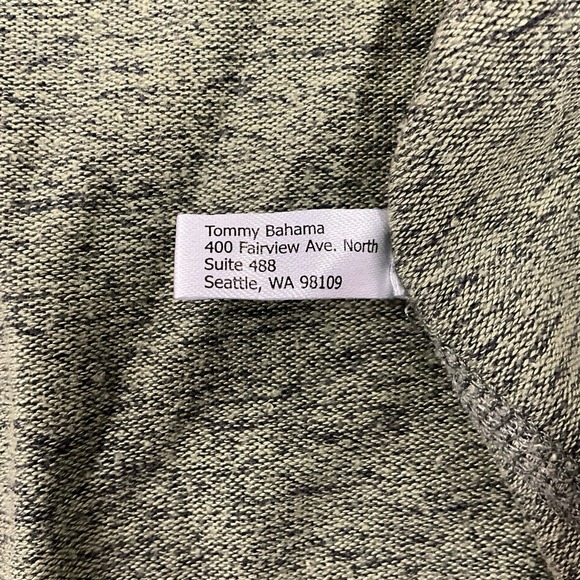 Tommy Bahama
400 Fairview Ave. North
Suite 488
Seattle, WA 98109